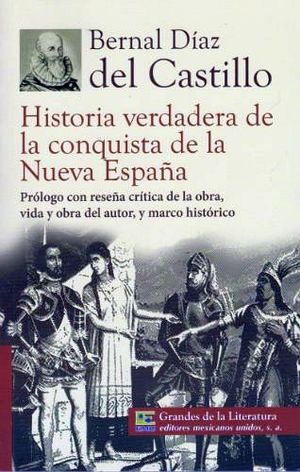 Bernal Díaz
del Castillo
Historia verdadera de
la conquista de la
Nueva España
Prólogo con reseña crítica de la obra,
vida y obra del autor, y marco histórico
Grandes de la Literatura
editores mexicanos unidos, s. a.